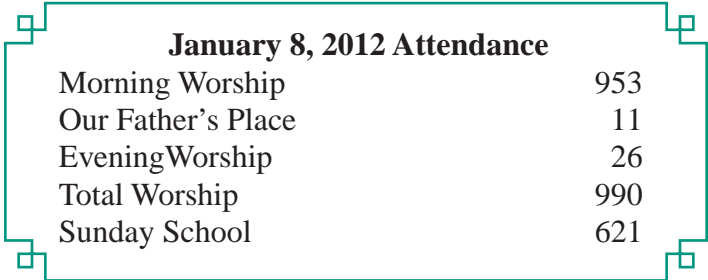 January 8, 2012 Attendance
Morning Worship 953
Our Father’s Place 11
EveningWorship 26
Total Worship 990
Sunday School 621